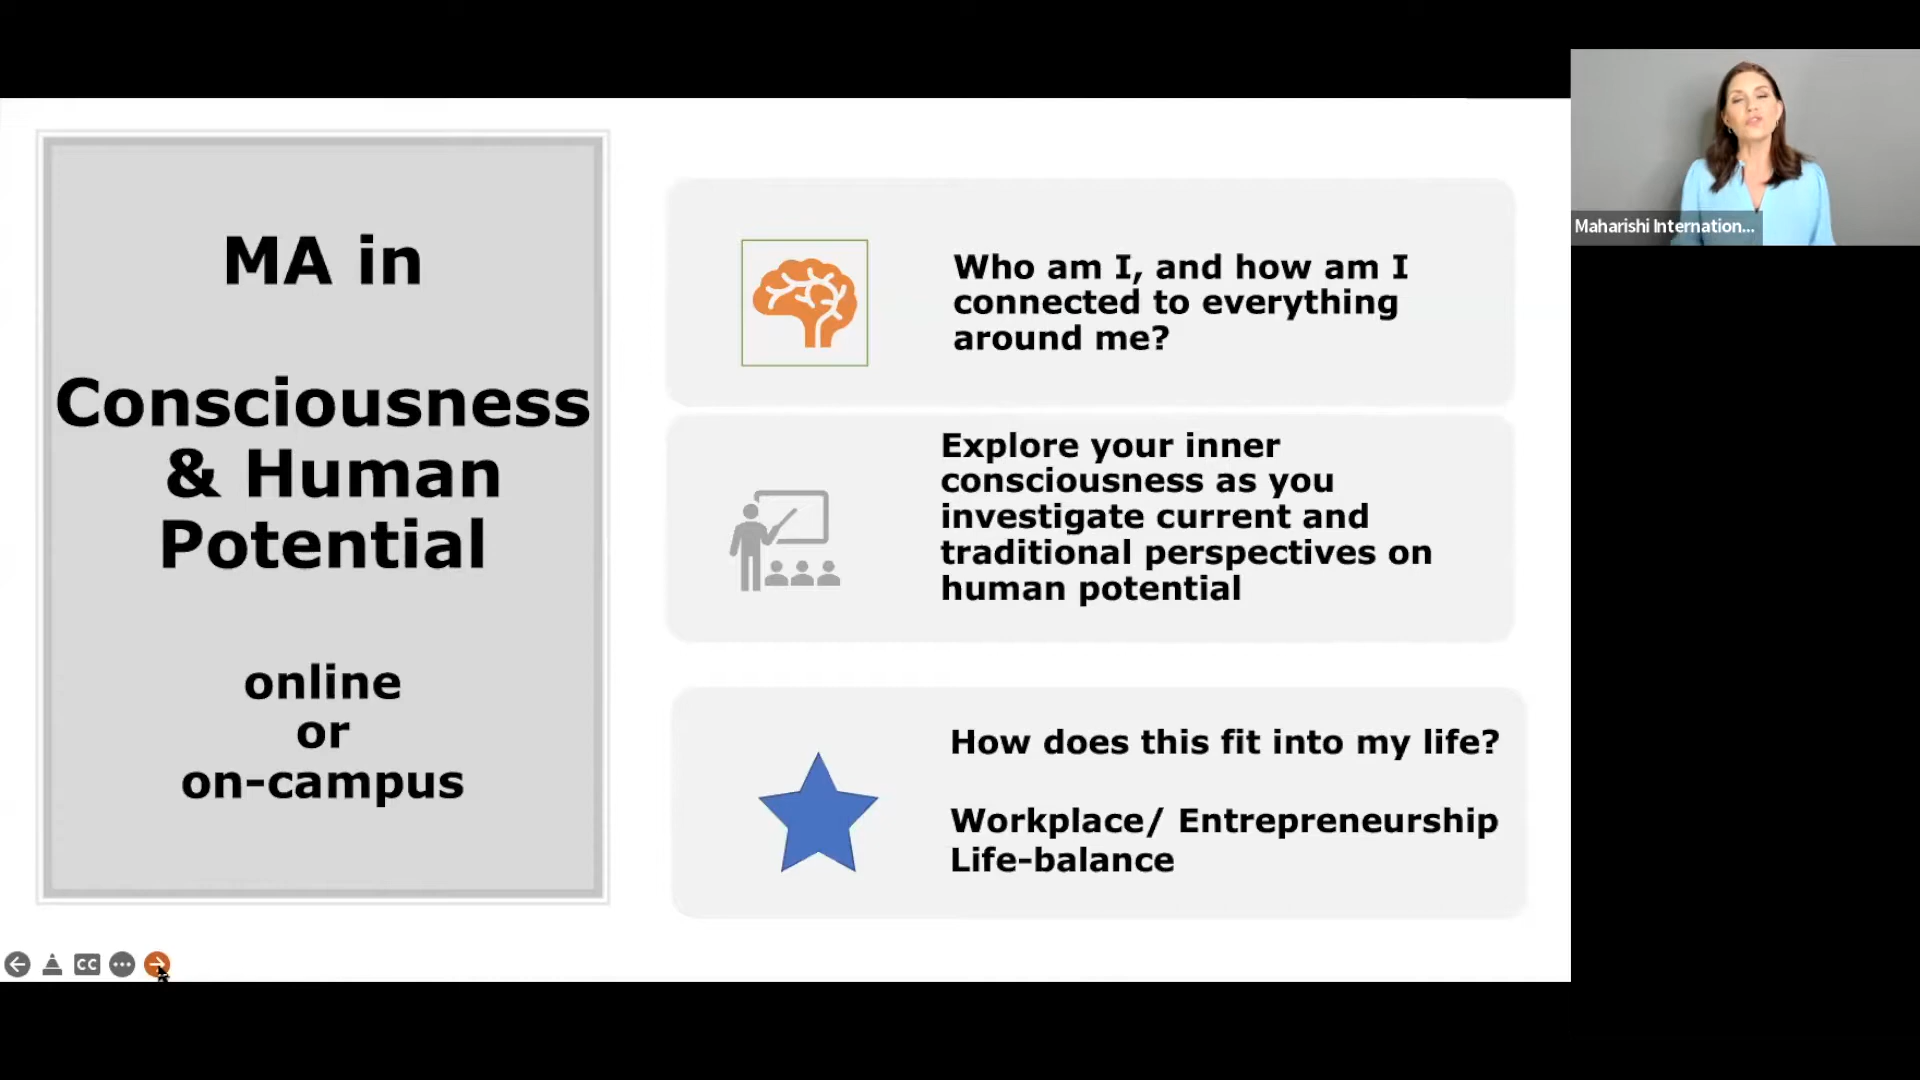 MA in
Consciousness
& Human
Potential
online
or
on-campus
Who am I, and how am I
connected to everything
around me?
Explore your inner
consciousness as you
investigate current and
traditional perspectives on
human potential
How does this fit into my life?
Workplace/ Entrepreneurship
Life-balance
Maharishi Internation...
CC